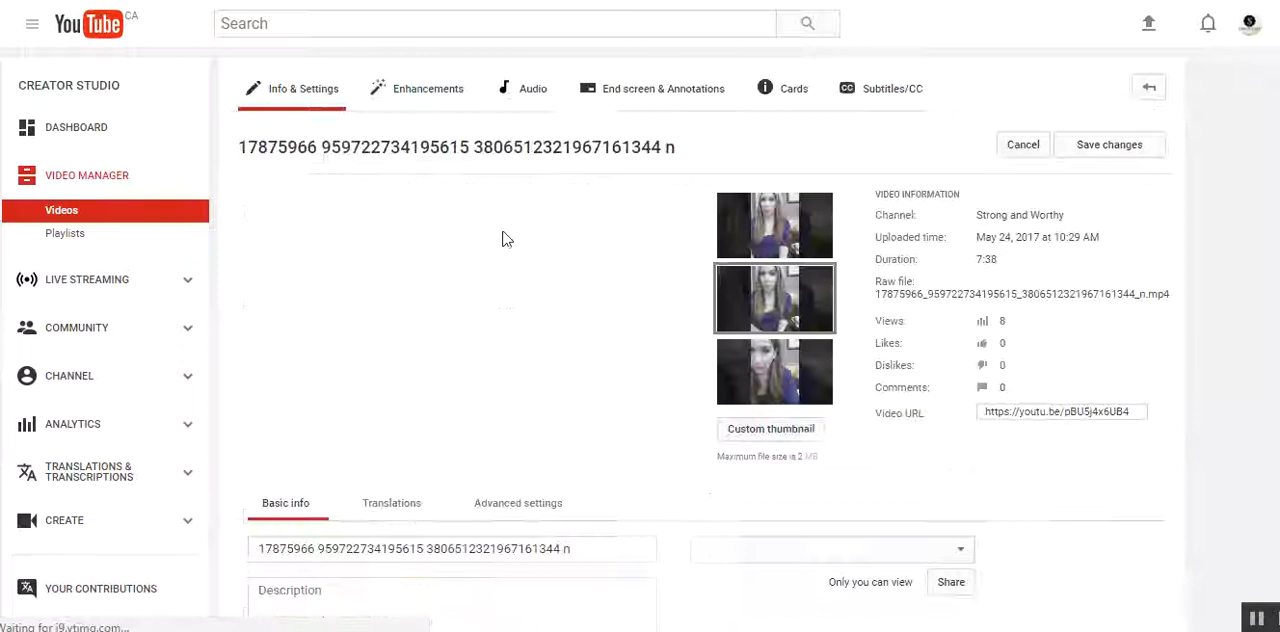 YouTube CA
Search
CREATOR STUDIO
DASHBOARD
VIDEO MANAGER
Videos
Playlists
LIVE STREAMING
COMMUNITY
CHANNEL
ANALYTICS
TRANSLATIONS &
TRANSCRIPTIONS
CREATE
YOUR CONTRIBUTIONS
Waiting for i9.ytimg.com...
Info & Settings
Enhancements
Audio
End screen & Annotations
Cards
CC Subtitles/CC
17875966 959722734195615 3806512321967161344 n
Cancel
Save changes
Custom thumbnail
Maximum file size is 2 MB
VIDEO INFORMATION
Channel: Strong and Worthy
Uploaded time: May 24, 2017 at 10:29 AM
Duration: 7:38
Raw file:
17875966_959722734195615_3806512321967161344_n.mp4
Views: 8
Likes: 0
Dislikes: 0
Comments: 0
Video URL https://youtu.be/pBU5j4x6UB4
Basic info
Translations
Advanced settings
17875966 959722734195615 3806512321967161344 n
Description
Only you can view
Share